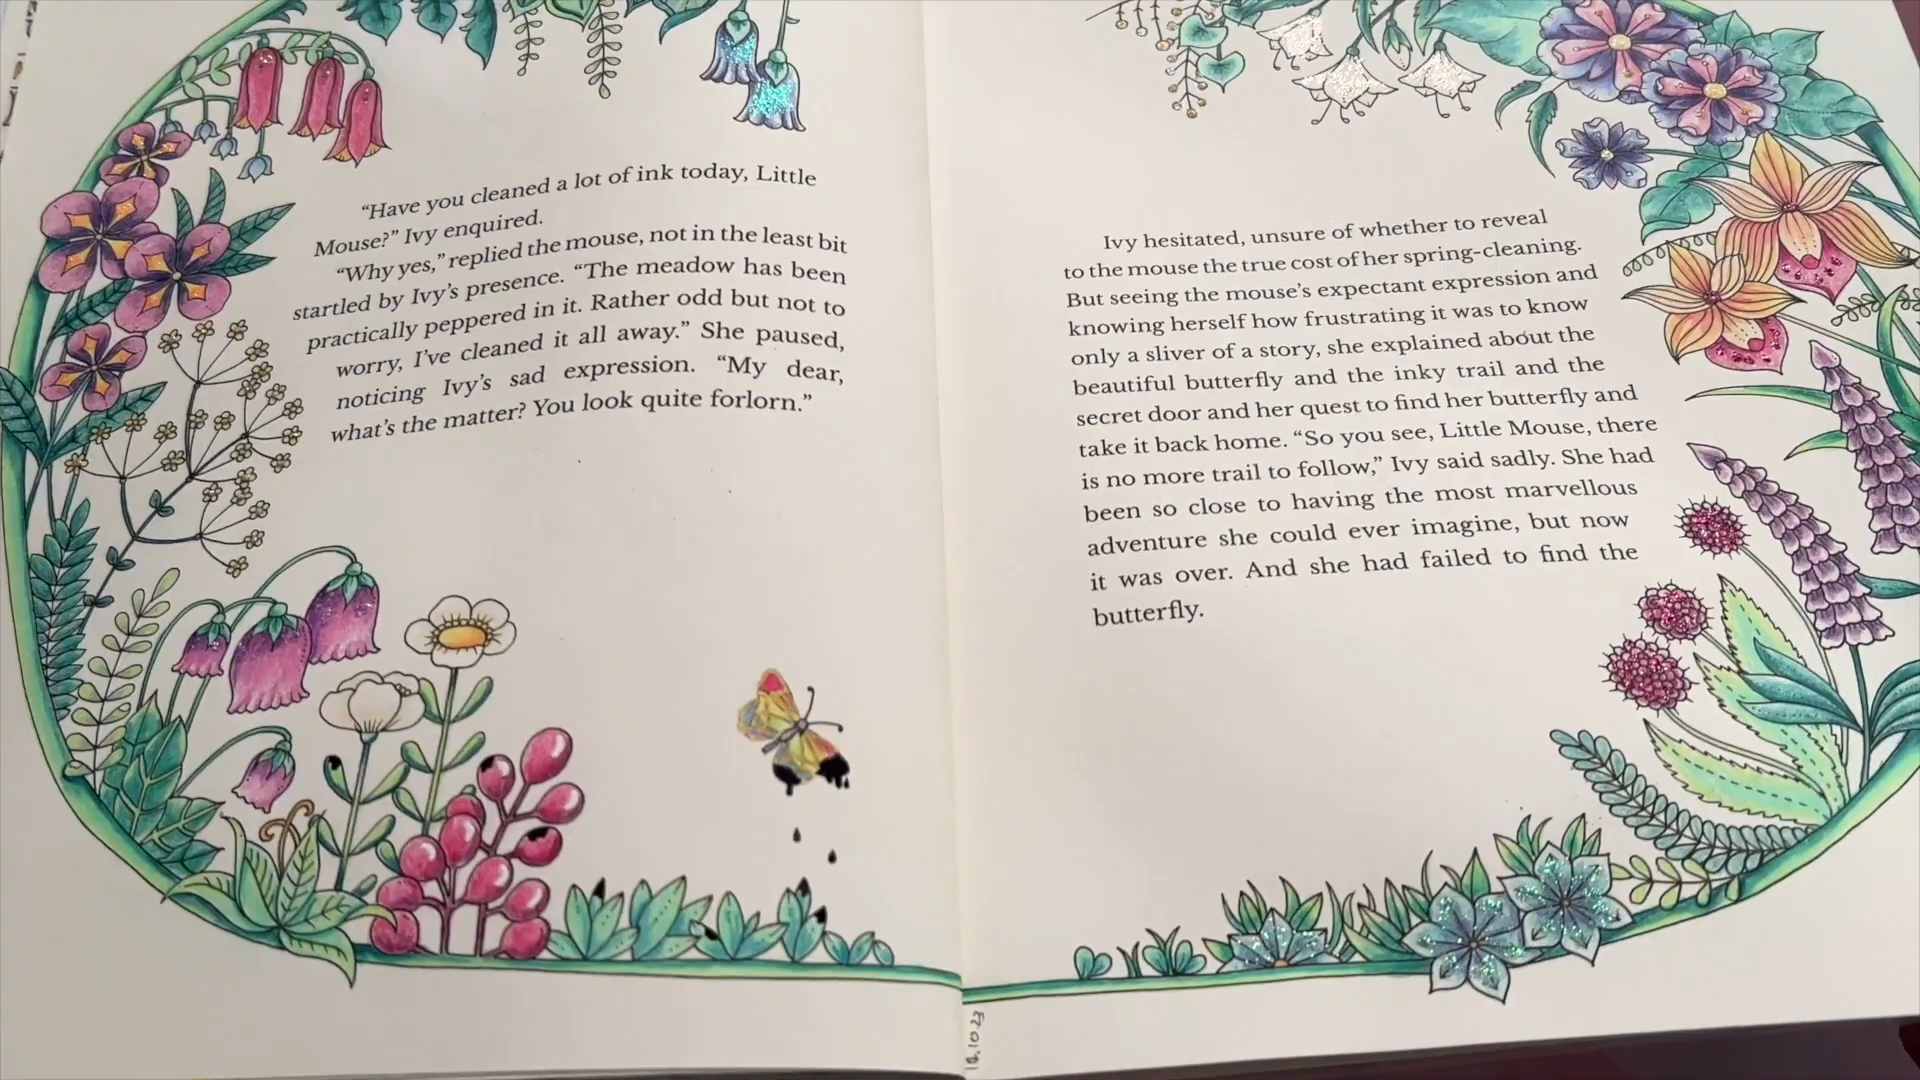 “Have you cleaned a lot of ink today, Little
Mouse?” Ivy enquired.
“Why yes,” replied the mouse, not in the least bit
startled by Ivy’s presence. “The meadow has been
practically peppered in it. Rather odd but not to
worry, I’ve cleaned it all away.” She paused,
noticing Ivy’s sad expression. “My dear,
what’s the matter? You look quite forlorn.”
Ivy hesitated, unsure of whether to reveal
to the mouse the true cost of her spring-cleaning.
But seeing the mouse’s expectant expression and
knowing herself how frustrating it was to know
only a sliver of a story, she explained about the
beautiful butterfly and the inky trail and the
secret door and her quest to find her butterfly and
take it back home. “So you see, Little Mouse, there
is no more trail to follow,” Ivy said sadly. She had
been so close to having the most marvellous
adventure she could ever imagine, but now
it was over. And she had failed to find the
butterfly.
18.10.23